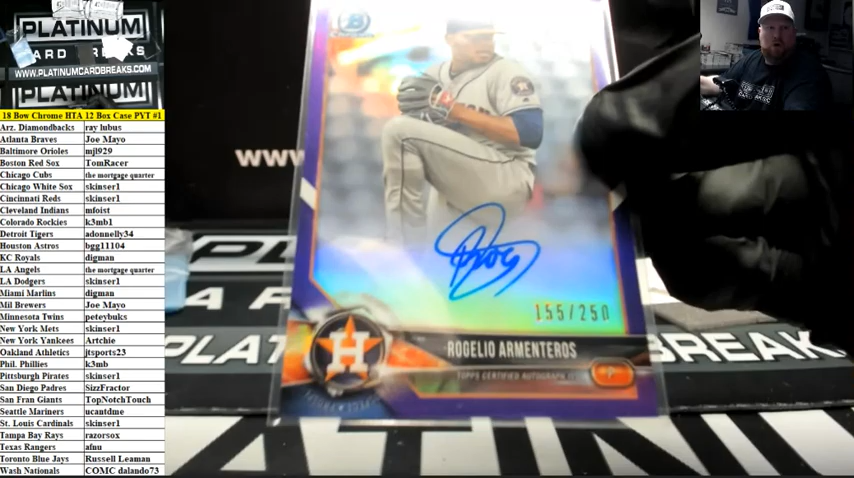 PLATINUM
CARD BREAKS
WWW.PLATINUMCARDBREAKS.COM
PLATINUM
18 Bow Chrome HTA 12 Box Case PYT #1
Arz. Diamondbacks ray lubus
Atlanta Braves Joe Mayo
Baltimore Orioles mjl929
Boston Red Sox TomRacer
Chicago Cubs the mortgage quarter
Chicago White Sox skinser1
Cincinnati Reds skinser1
Cleveland Indians mfoist
Colorado Rockies k3mb1
Detroit Tigers adonnelly34
Houston Astros bgg11104
KC Royals digman
LA Angels the mortgage quarter
LA Dodgers skinser1
Miami Marlins digman
Mil Brewers Joe Mayo
Minnesota Twins peteybuks
New York Mets skinser1
New York Yankees Artchie
Oakland Athletics jtsports23
Phil. Phillies k3mb
Pittsburgh Pirates skinser1
San Diego Padres SizzFractor
San Fran Giants TopNotchTouch
Seattle Mariners ucantdme
St. Louis Cardinals skinser1
Tampa Bay Rays razorsox
Texas Rangers afnu
Toronto Blue Jays Russell Leaman
Wash Nationals COMC dalando73
Bowman
CHROME
155/250
H
ROGELIO ARMENTEROS
TOPPS CERTIFIED AUTOGRAPH
P
www
BREAK